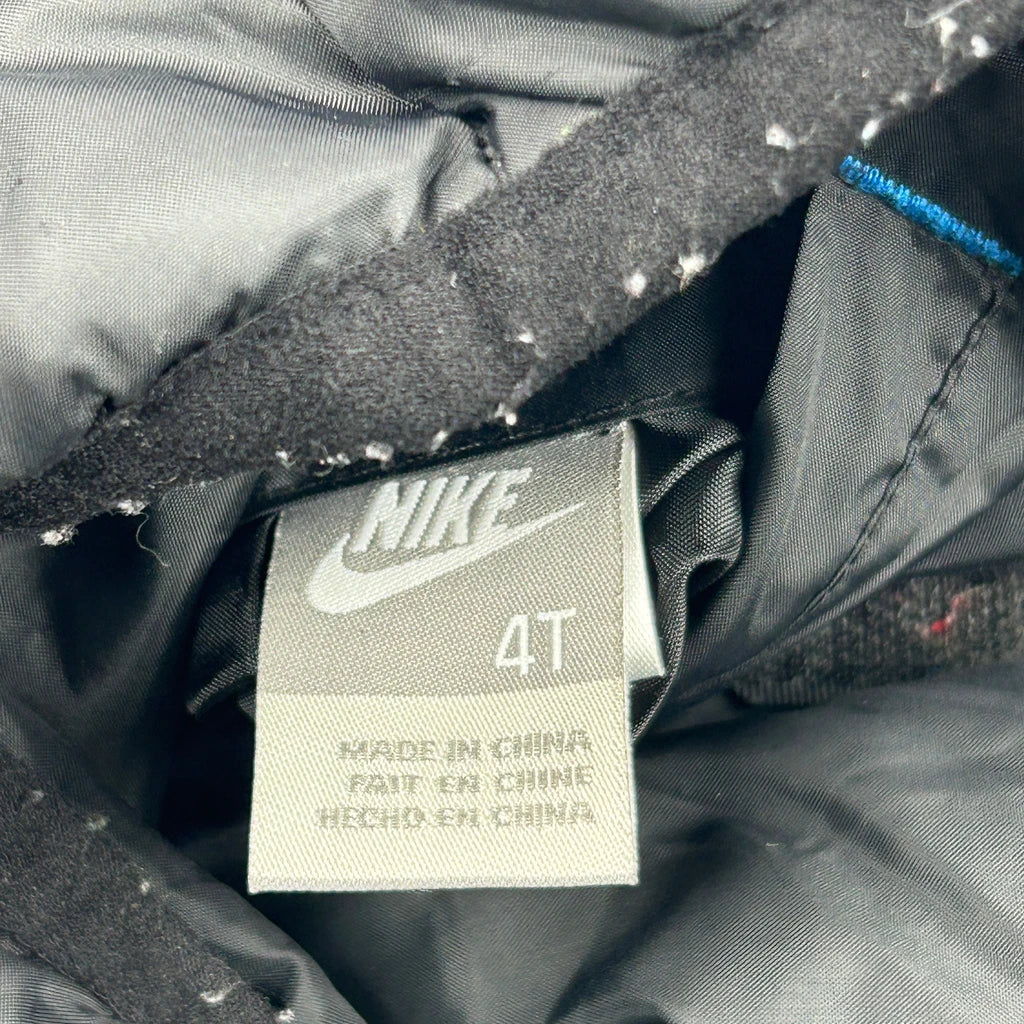 NIKE
4T
MADE IN CHINA
FAIT EN CHINE
HECHO EN CHINA